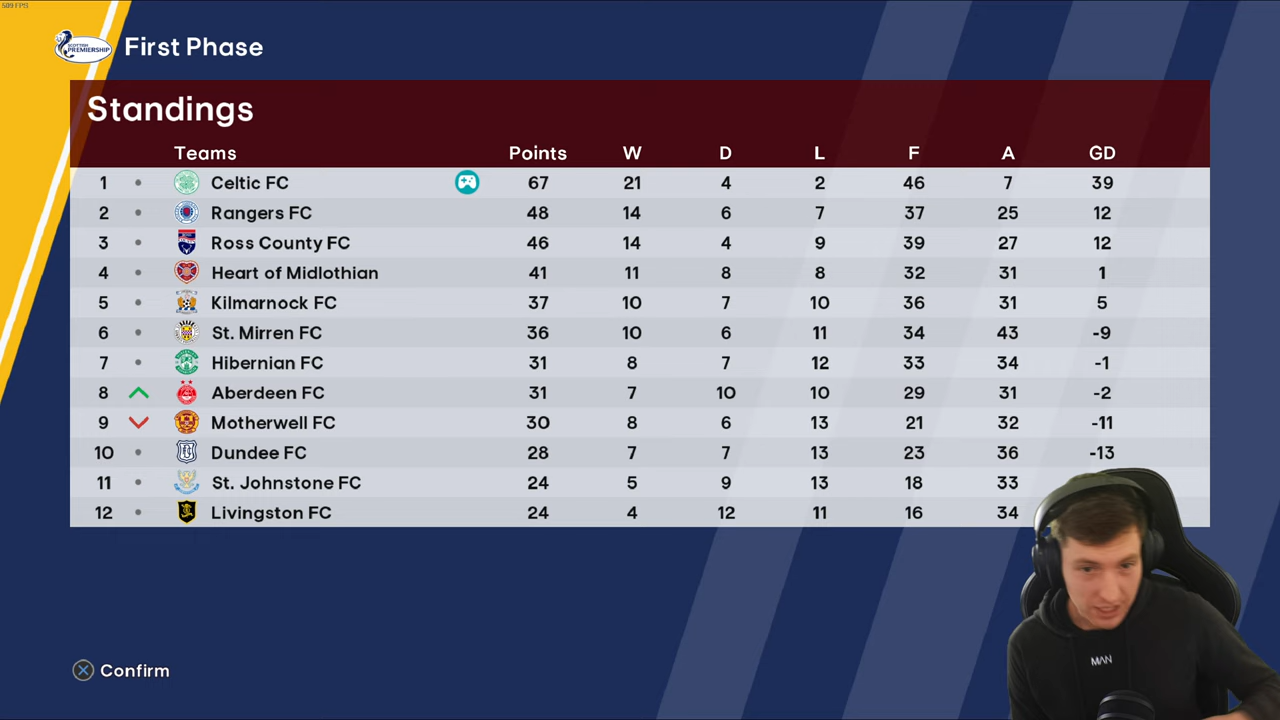 589 FPS
SCOTTISH PREMIERSHIP First Phase
Standings
Teams Points W D L F A GD
1 Celtic FC 67 21 4 2 46 7 39
2 Rangers FC 48 14 6 7 37 25 12
3 Ross County FC 46 14 4 9 39 27 12
4 Heart of Midlothian 41 11 8 8 32 31 1
5 Kilmarnock FC 37 10 7 10 36 31 5
6 St. Mirren FC 36 10 6 11 34 43 -9
7 Hibernian FC 31 8 7 12 33 34 -1
8 Aberdeen FC 31 7 10 10 29 31 -2
9 Motherwell FC 30 8 6 13 21 32 -11
10 Dundee FC 28 7 7 13 23 36 -13
11 St. Johnstone FC 24 5 9 13 18 33
12 Livingston FC 24 4 12 11 16 34
MAN
Confirm